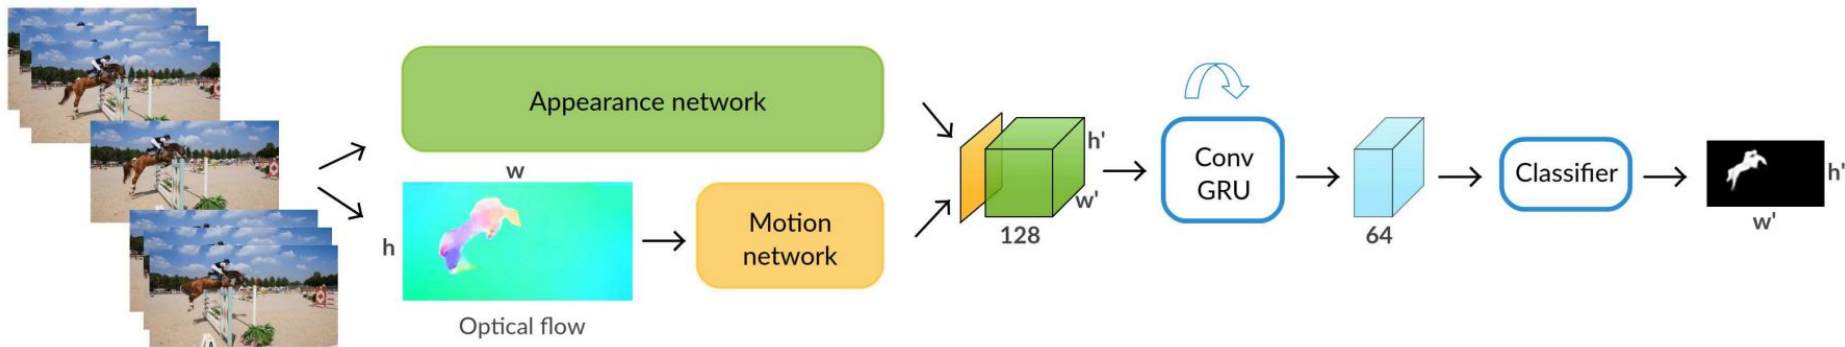 Appearance network
w
h
Optical flow
Motion
network
h'
w'
128
Conv
GRU
64
Classifier
h'
w'